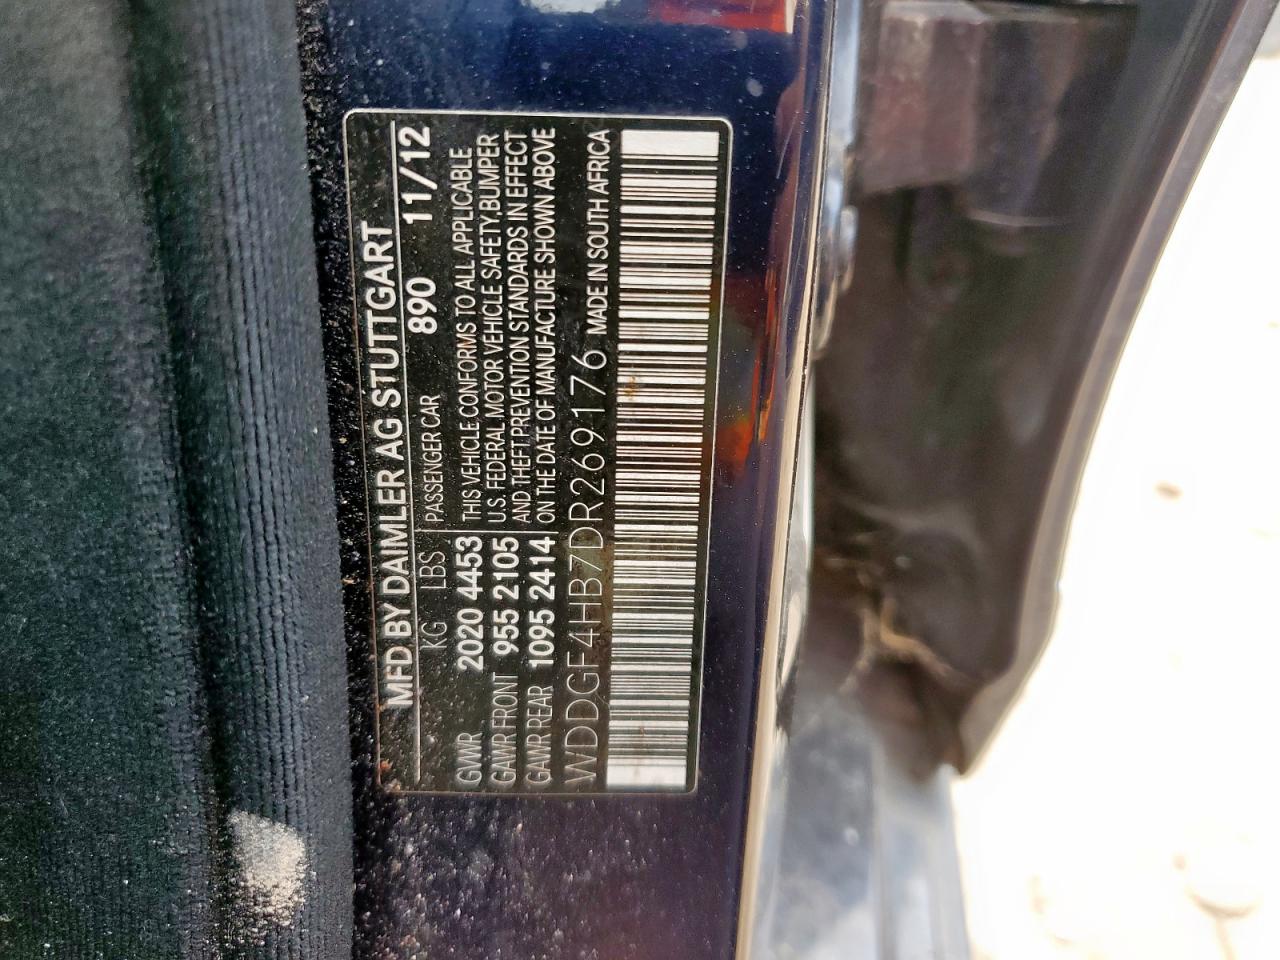 MFD BY DAIMLER AG STUTTGART
KG LBS PASSENGER CAR 890 11/12
GVWR 2020 4453 THIS VEHICLE CONFORMS TO ALL APPLICABLE
GAWR FRONT 955 2105 U.S. FEDERAL MOTOR VEHICLE SAFETY,BUMPER
GAWR REAR 1095 2414 AND THEFT PREVENTION STANDARDS IN EFFECT
ON THE DATE OF MANUFACTURE SHOWN ABOVE
WDDGF4HB7DR269176 MADE IN SOUTH AFRICA